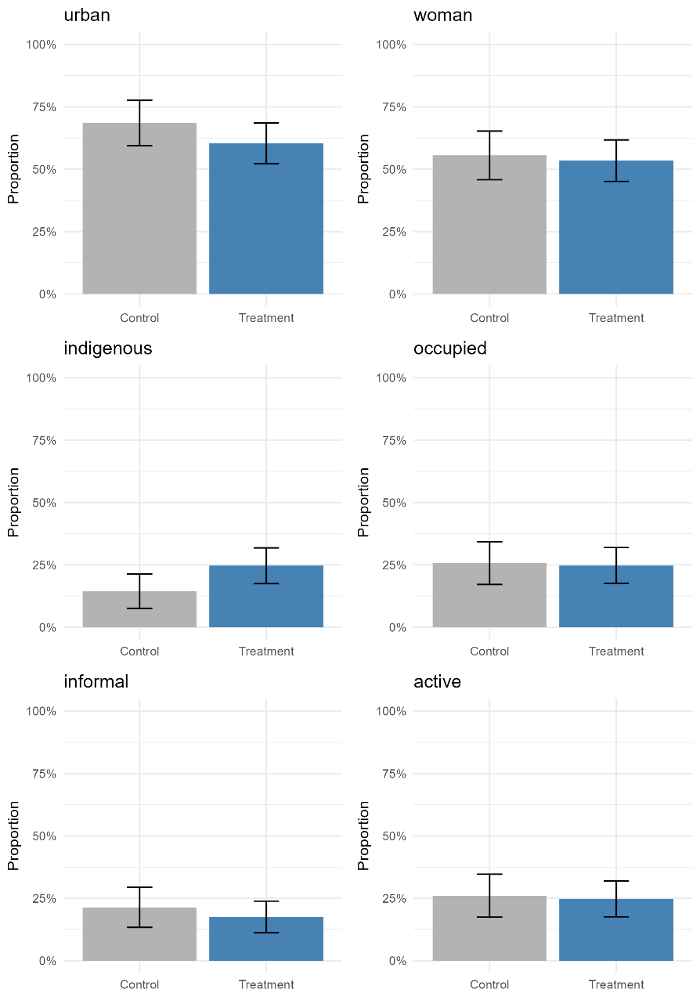 urban
100%
75%
50%
25%
0%
Proportion
Control Treatment
woman
100%
75%
50%
25%
0%
Proportion
Control Treatment
indigenous
100%
75%
50%
25%
0%
Proportion
Control Treatment
occupied
100%
75%
50%
25%
0%
Proportion
Control Treatment
informal
100%
75%
50%
25%
0%
Proportion
Control Treatment
active
100%
75%
50%
25%
0%
Proportion
Control Treatment